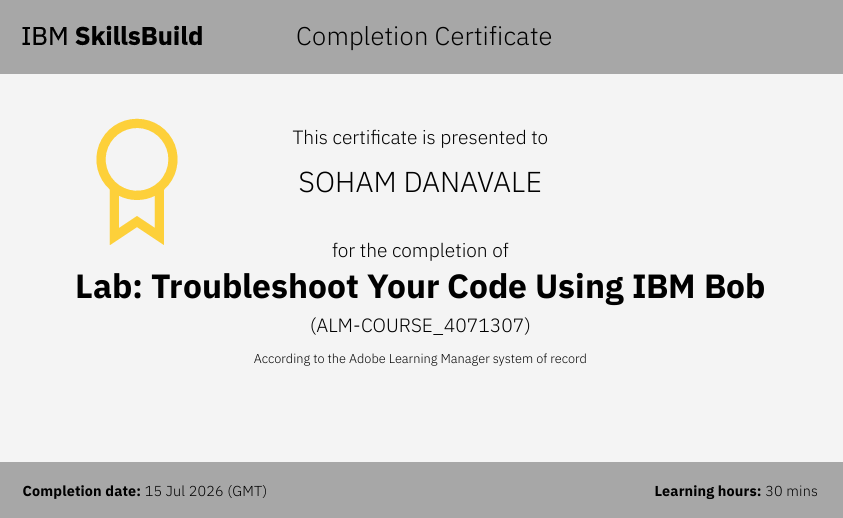 IBM SkillsBuild
Completion Certificate
This certificate is presented to
SOHAM DANAVALE
for the completion of
Lab: Troubleshoot Your Code Using IBM Bob
(ALM-COURSE_4071307)
According to the Adobe Learning Manager system of record
Completion date: 15 Jul 2026 (GMT)
Learning hours: 30 mins